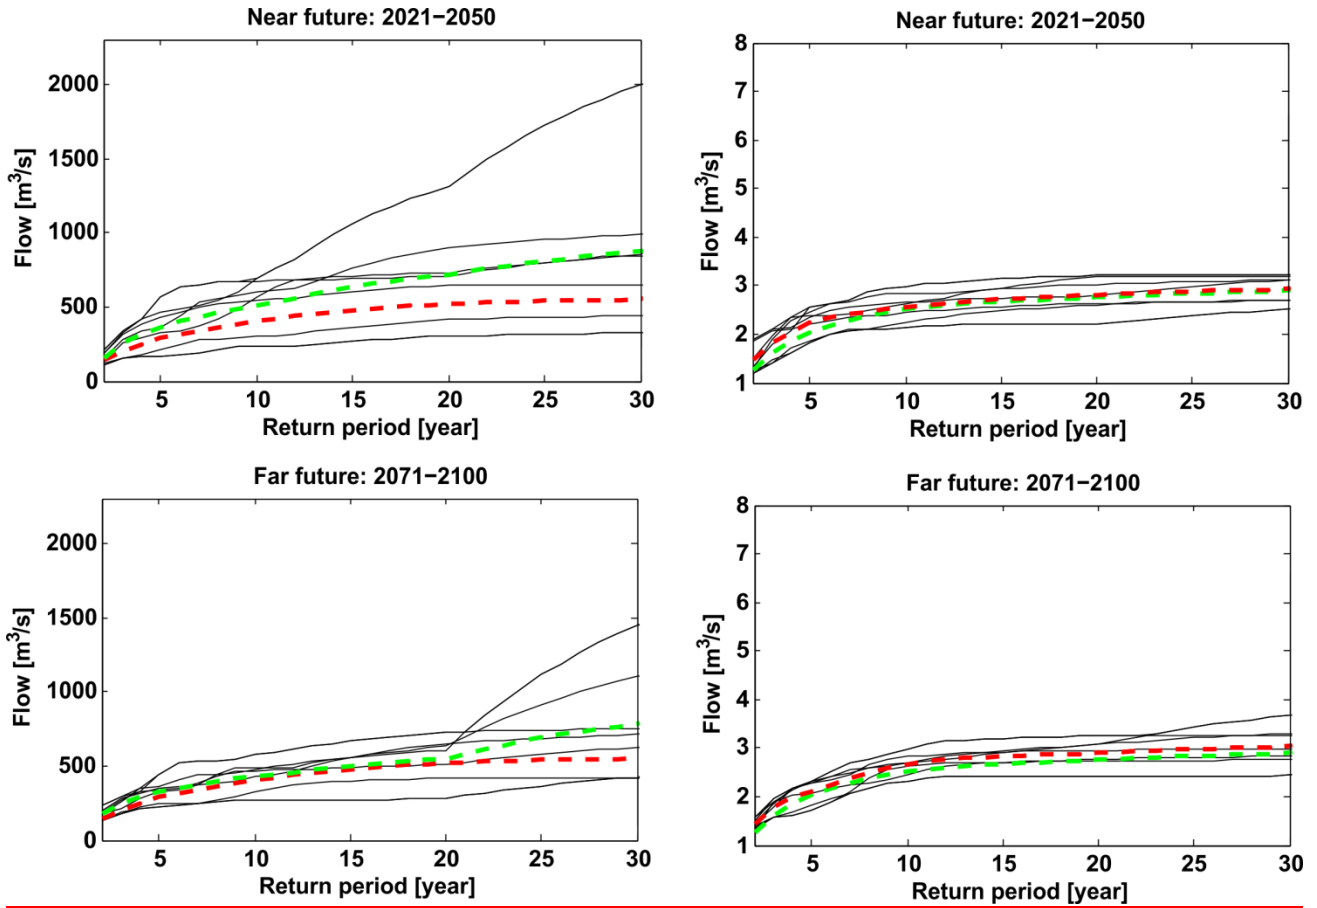 Near future: 2021−2050
Flow [m³/s]
2000
1500
1000
500
0
5 10 15 20 25 30
Return period [year]
Near future: 2021−2050
Flow [m³/s]
8
7
6
5
4
3
2
1
5 10 15 20 25 30
Return period [year]
Far future: 2071−2100
Flow [m³/s]
2000
1500
1000
500
0
5 10 15 20 25 30
Return period [year]
Far future: 2071−2100
Flow [m³/s]
8
7
6
5
4
3
2
1
5 10 15 20 25 30
Return period [year]